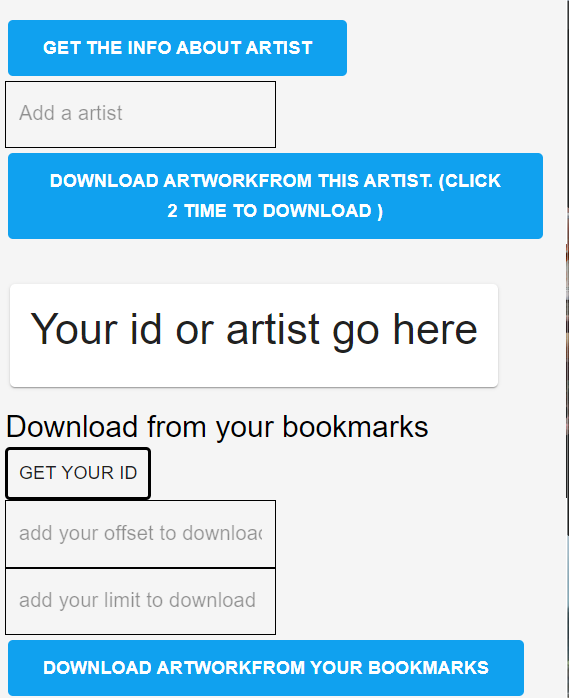 GET THE INFO ABOUT ARTIST
Add a artist
DOWNLOAD ARTWORKFROM THIS ARTIST. (CLICK
2 TIME TO DOWNLOAD )
Your id or artist go here
Download from your bookmarks
GET YOUR ID
add your offset to downloac
add your limit to download
DOWNLOAD ARTWORKFROM YOUR BOOKMARKS